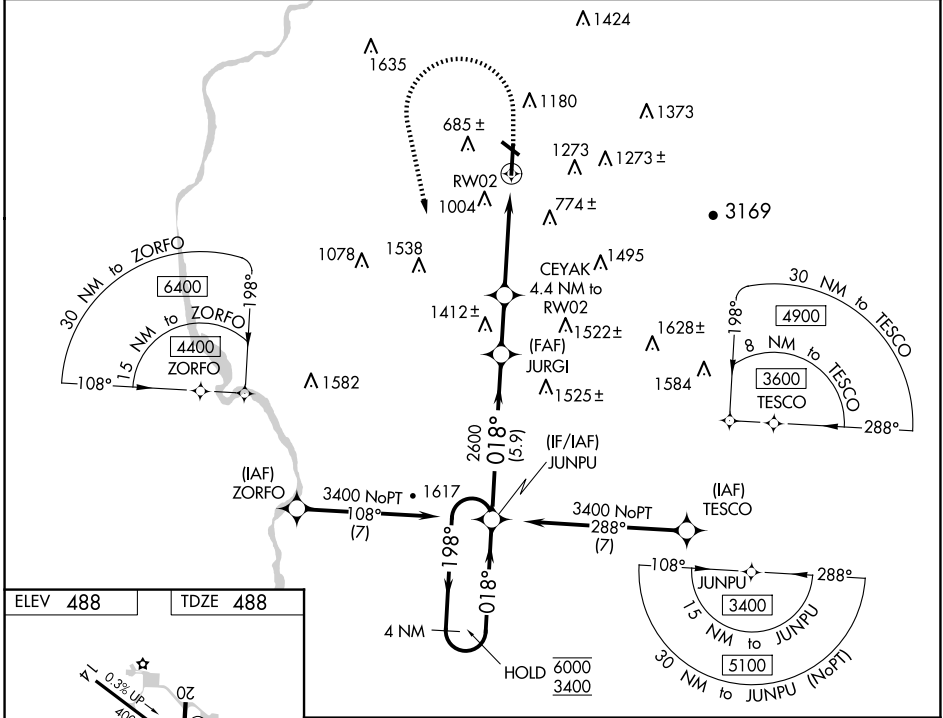 1424
1635
1180
1373
685 ±
1273
1273 ±
RW02
1004
774 ±
3169
1078
1538
1495
CEYAK
4.4 NM to
RW02
1412 ±
1522 ±
1628 ±
(FAF)
JURGI
1582
1525 ±
1584
30 NM to ZORFO
6400
198°
15 NM to ZORFO
4400
ZORFO
108°
30 NM to TESCO
4900
198°
8 NM to TESCO
3600
TESCO
288°
2600
018°
(5.9)
(IF/IAF)
JUNPU
(IAF)
ZORFO
3400 NoPT
108°
(7)
1617
(IAF)
TESCO
3400 NoPT
288°
(7)
198°
018°
4 NM
HOLD 6000
3400
108°
JUNPU
288°
3400
15 NM to JUNPU
5100
30 NM to JUNPU (NoPT)
ELEV 488
TDZE 488
14
0.3% UP
20